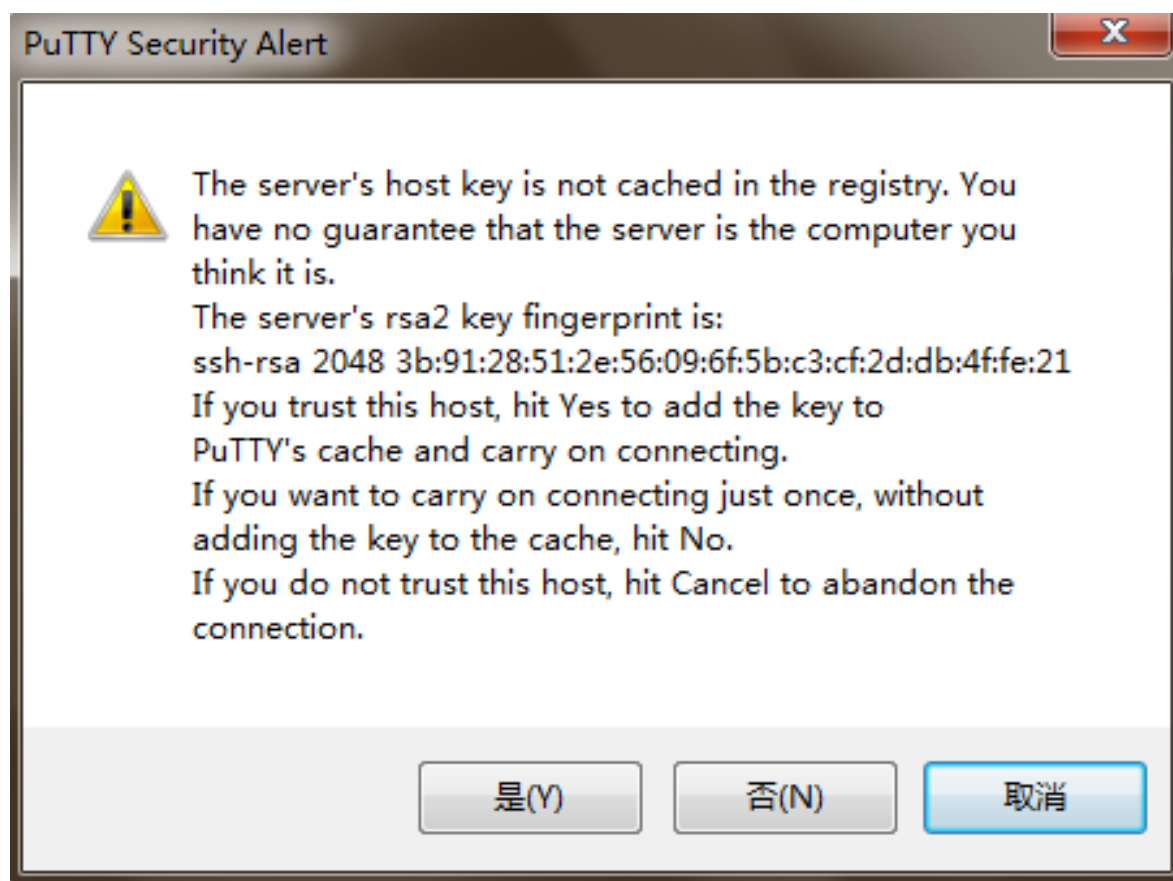 PuTTY Security Alert
The server's host key is not cached in the registry. You
have no guarantee that the server is the computer you
think it is.
The server's rsa2 key fingerprint is:
ssh-rsa 2048 3b:91:28:51:2e:56:09:6f:5b:c3:cf:2d:db:4f:fe:21
If you trust this host, hit Yes to add the key to
PuTTY's cache and carry on connecting.
If you want to carry on connecting just once, without
adding the key to the cache, hit No.
If you do not trust this host, hit Cancel to abandon the
connection.
是(Y) 否(N) 取消